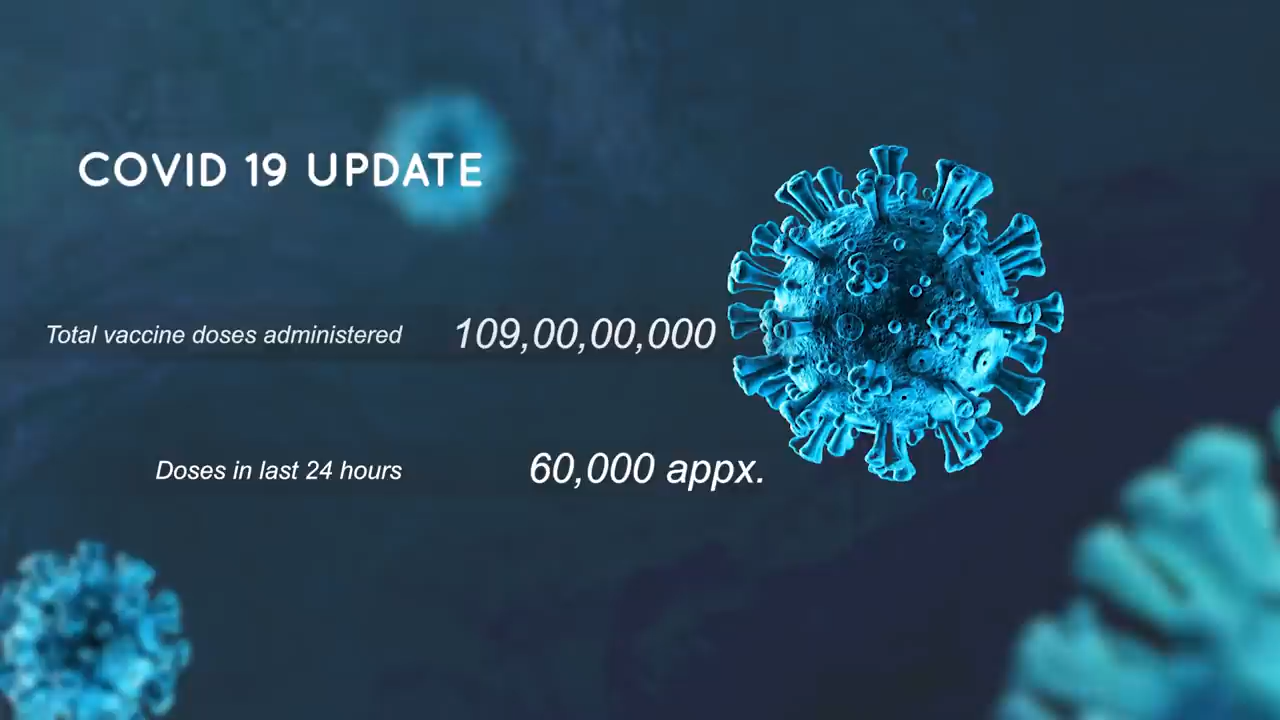 COVID 19 UPDATE
Total vaccine doses administered 109,00,00,000
Doses in last 24 hours 60,000 appx.